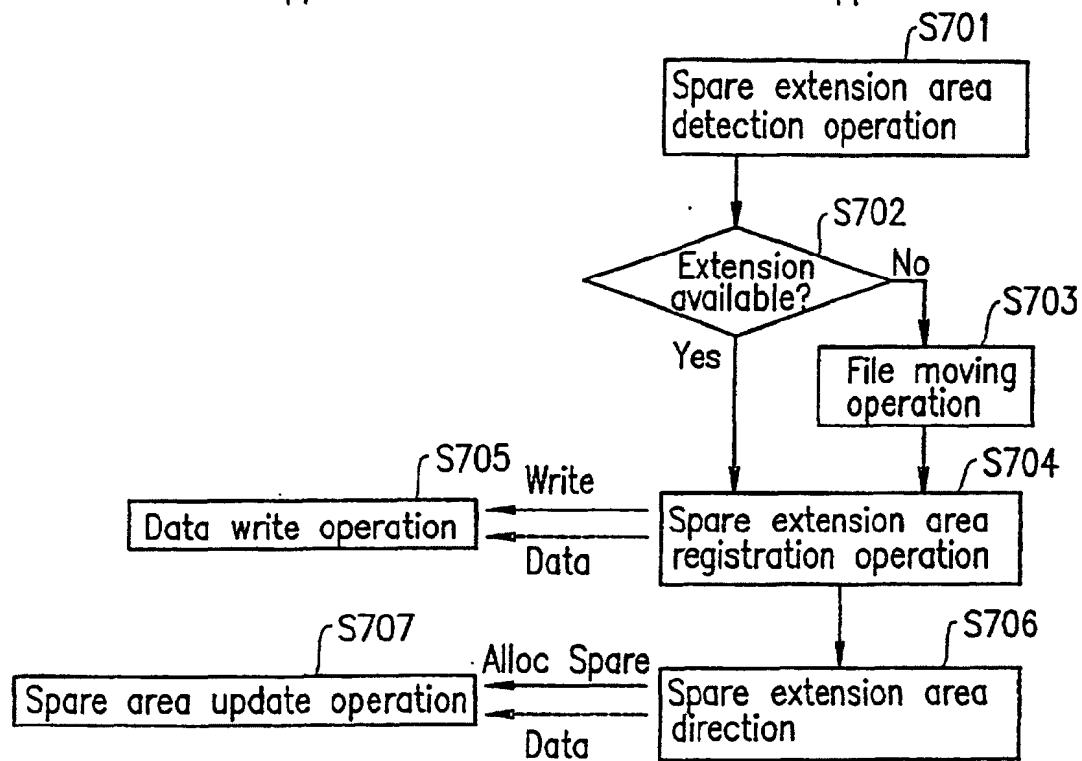 S701
Spare extension area
detection operation
S702
Extension
available?
No
S703
Yes
File moving
operation
S705
Write
S704
Data write operation
Spare extension area
registration operation
Data
S707
S706
Alloc Spare
Spare area update operation
Spare extension area
direction
Data